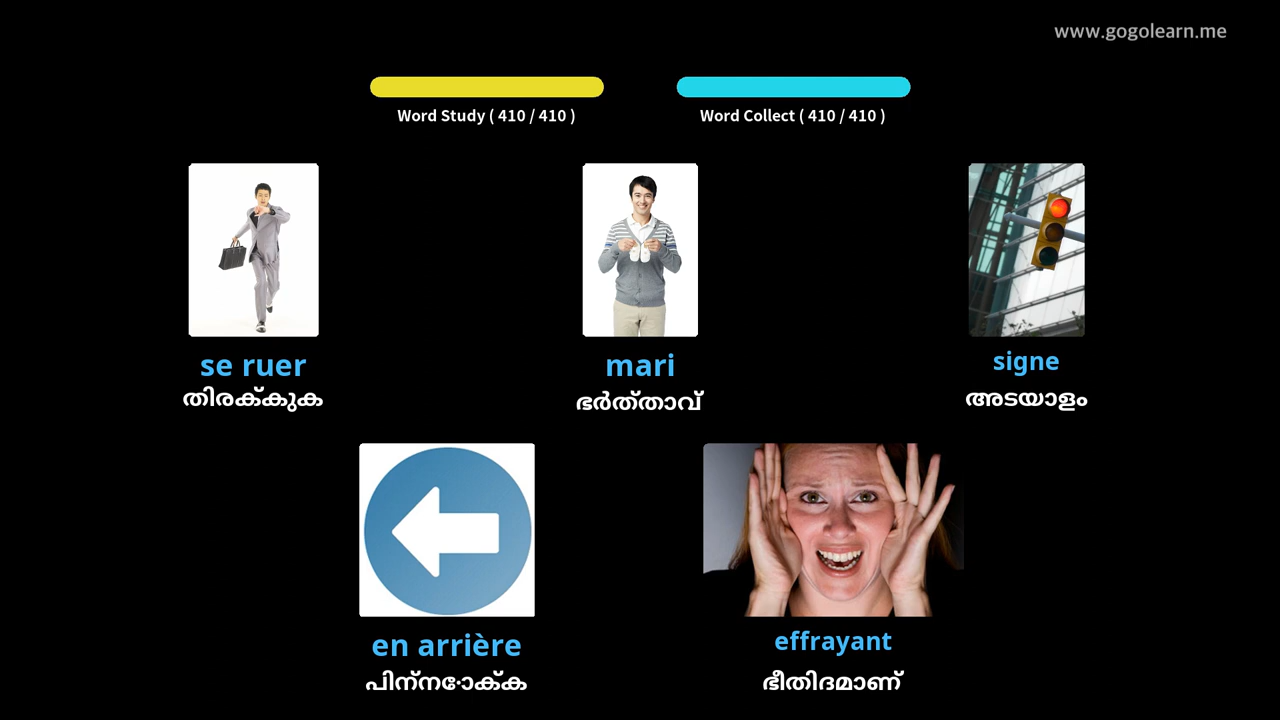 www.gogolearn.me
Word Study ( 410 / 410 )
Word Collect ( 410 / 410 )
se ruer
തിരക്കുക
mari
ഭർത്താവ്
signe
അടയാളം
en arrière
പിന്നോക്ക
effrayant
ഭീതിദമാണ്